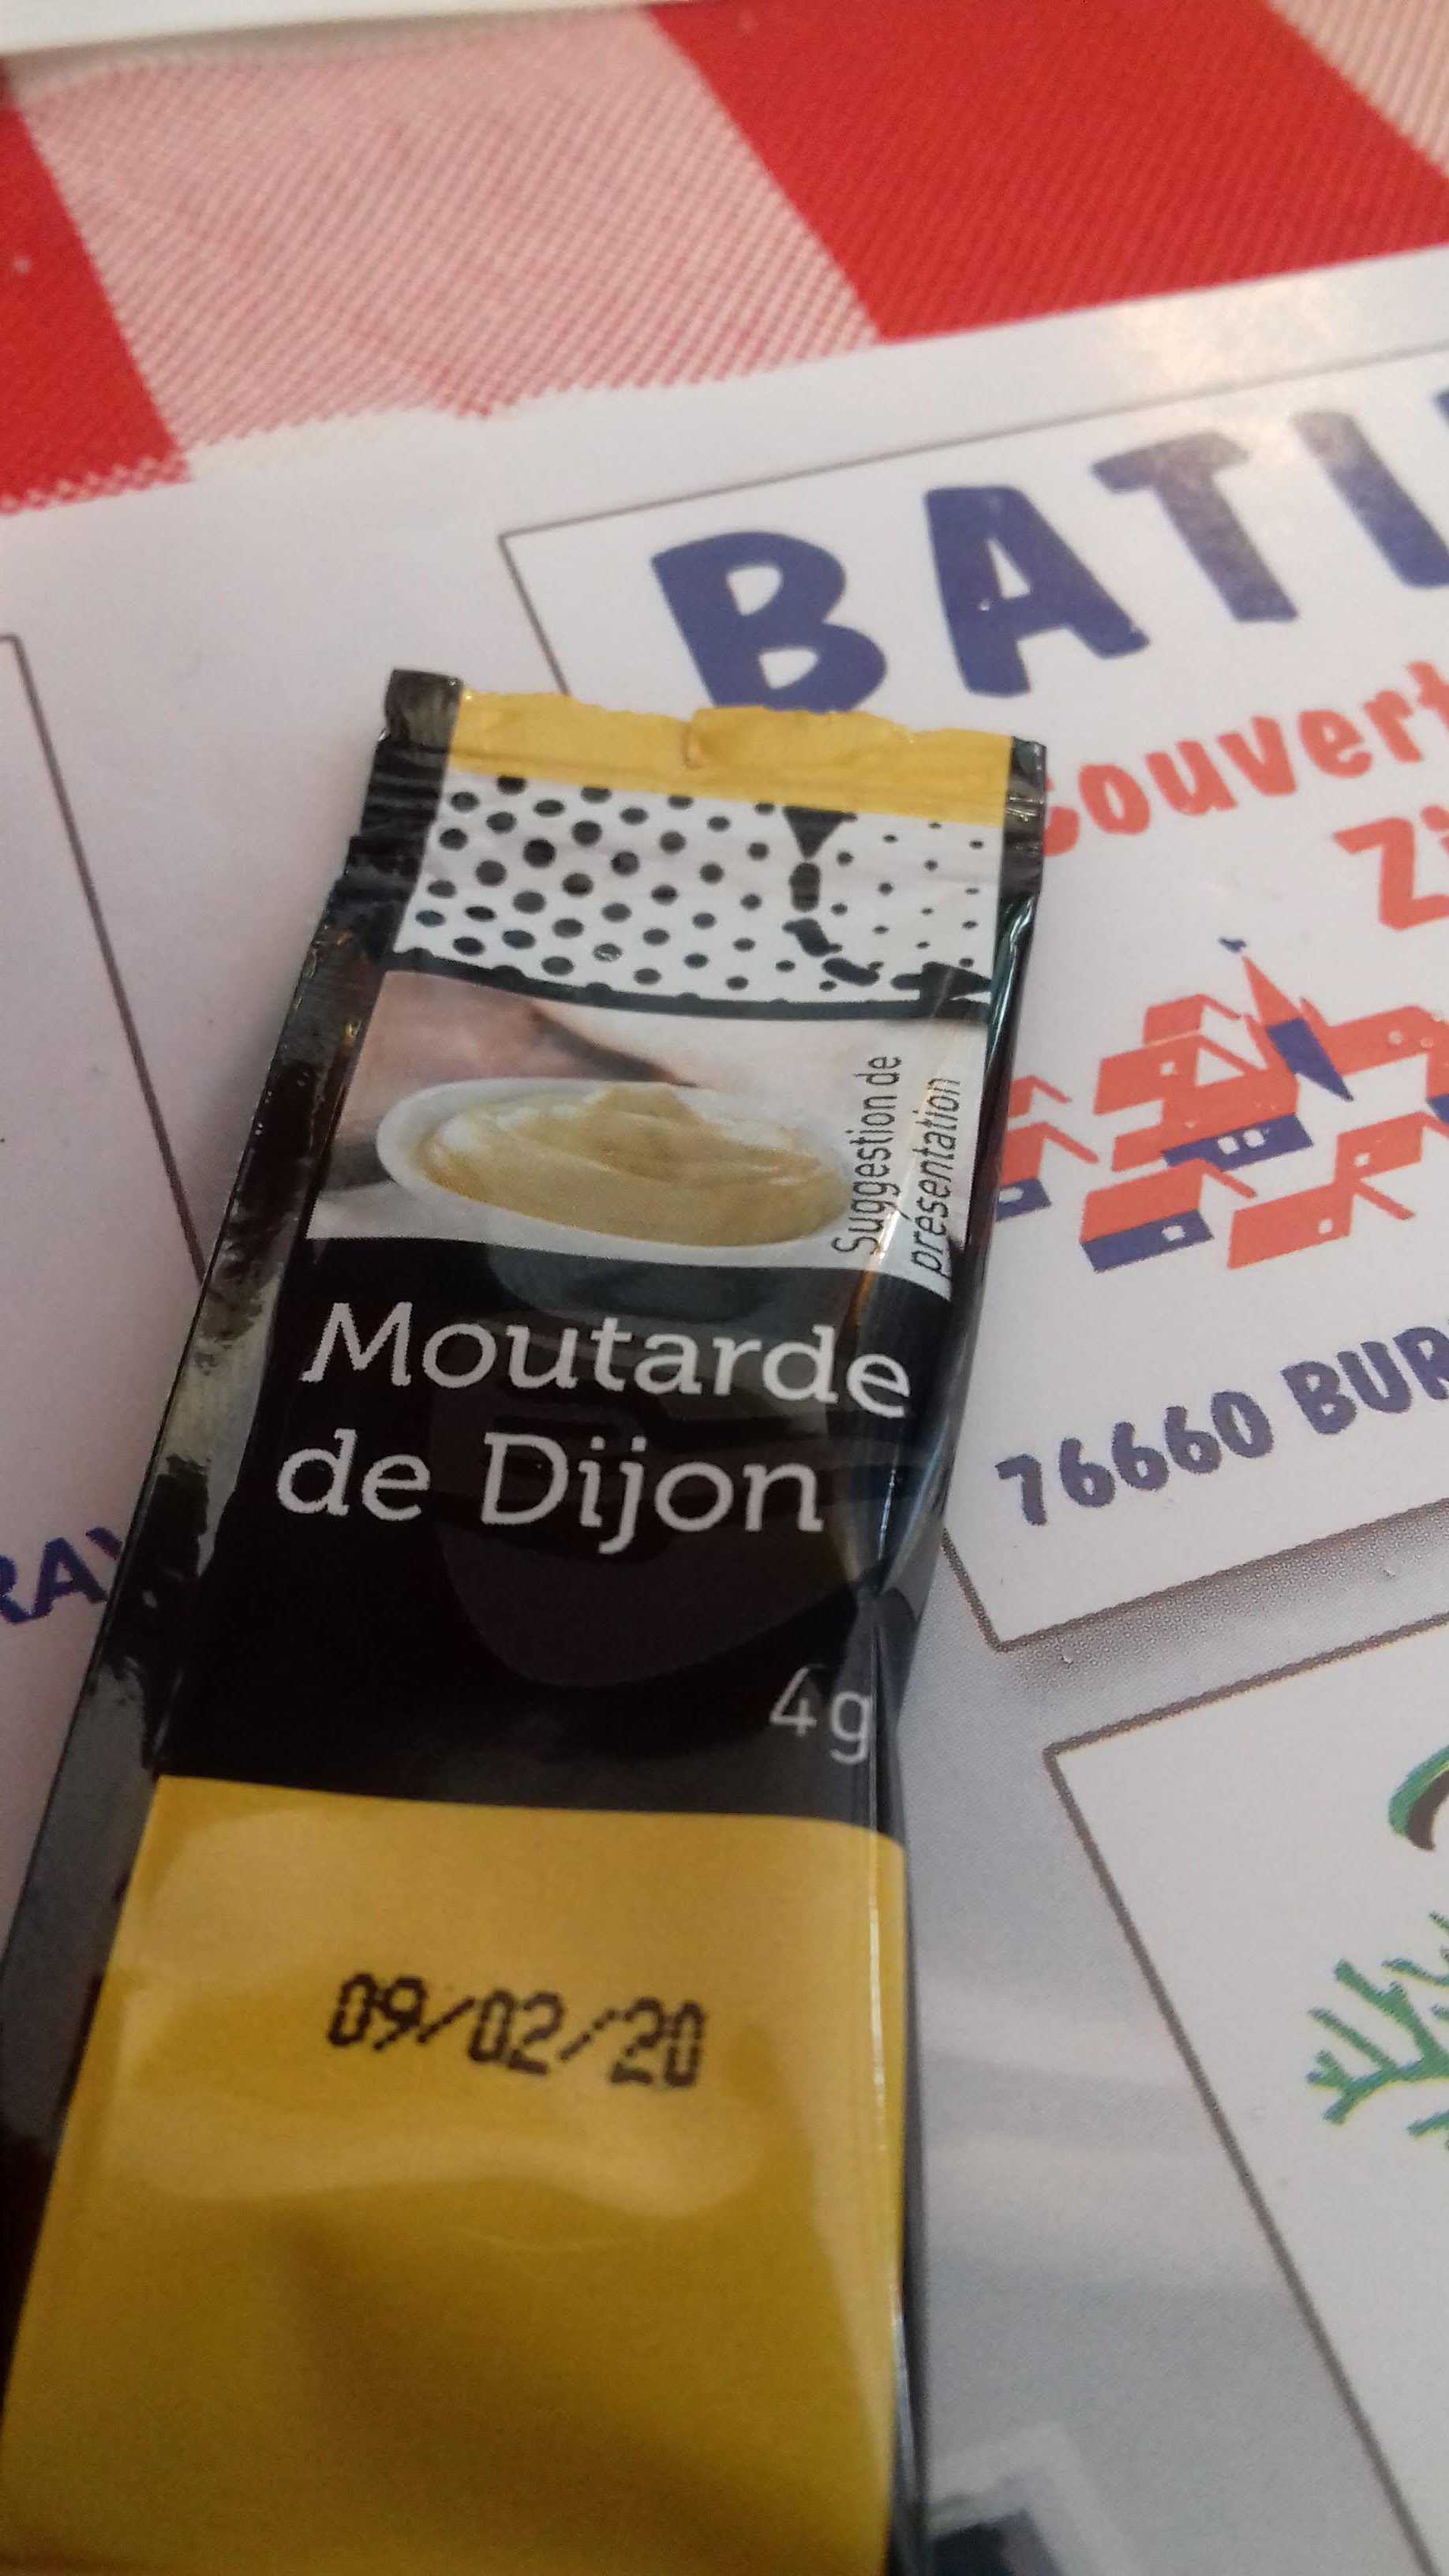 BATI
couvert
76660 BUR
Suggestion de
présentation
Moutarde
de Dijon
4g
09/02/20